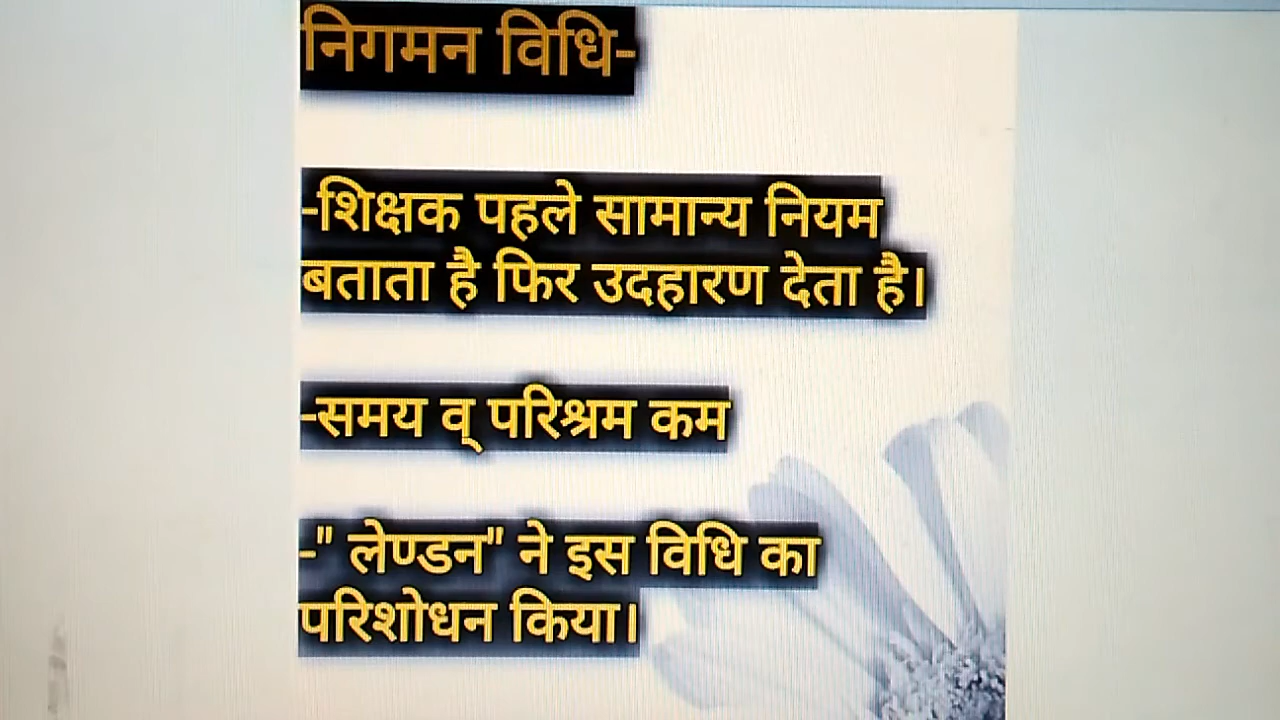 निगमन विधि-
-शिक्षक पहले सामान्य नियम
बताता है फिर उदहारण देता है।
-समय व् परिश्रम कम
-" लेण्डन" ने इस विधि का
परिशोधन किया।